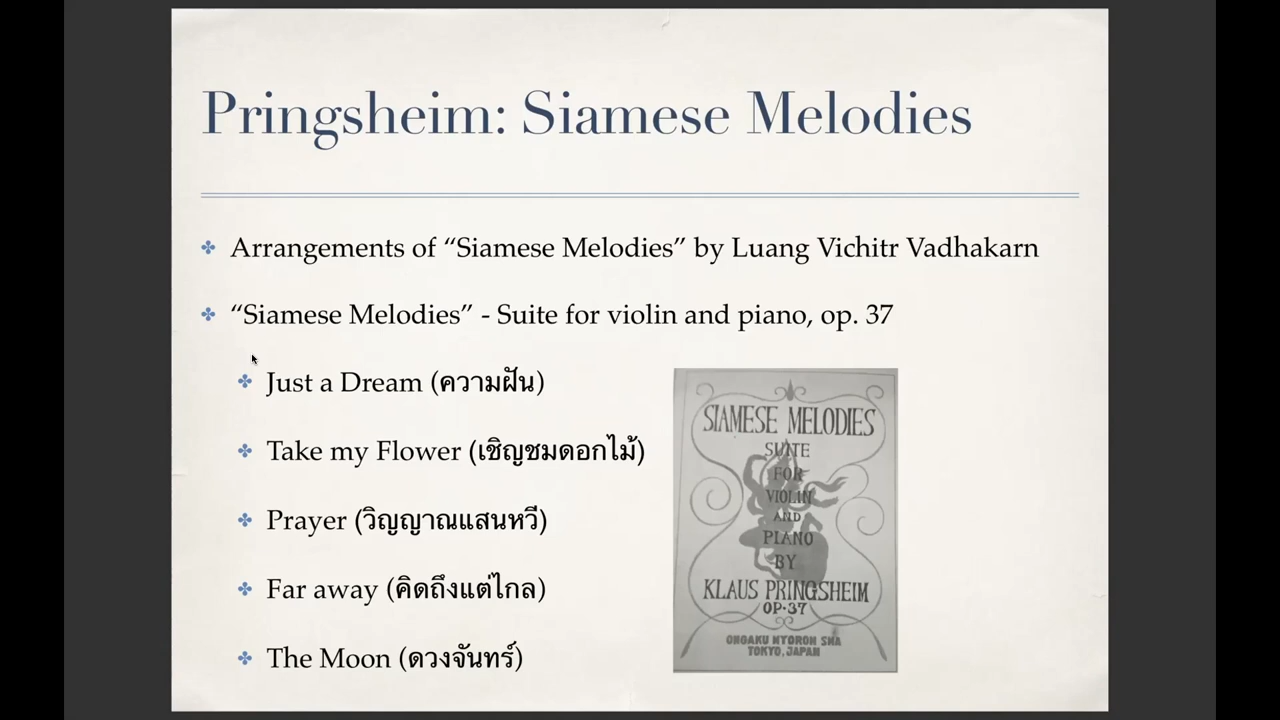 Pringsheim: Siamese Melodies
Arrangements of “Siamese Melodies” by Luang Vichitr Vadhakarn
“Siamese Melodies” - Suite for violin and piano, op. 37
Just a Dream (ความฝัน)
Take my Flower (เชิญชมดอกไม้)
Prayer (วิญญาณแสนหวี)
Far away (คิดถึงแต่ไกล)
The Moon (ดวงจันทร์)
SIAMESE MELODIES
SUITE
FOR
VIOLIN
AND
PIANO
BY
KLAUS PRINGSHEIM
OP·37
ONGAKU HYORON SHA
TOKYO, JAPAN